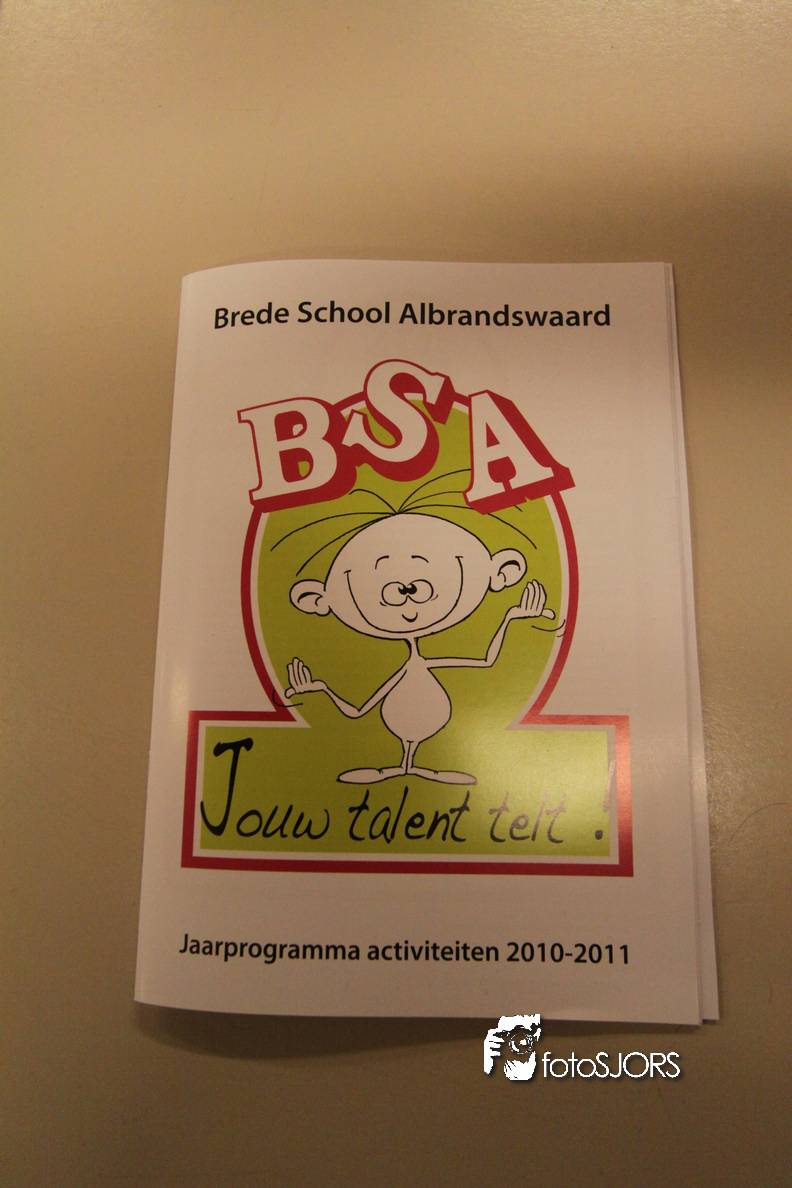 Brede School Albrandswaard
BSA
Jouw talent telt !
Jaarprogramma activiteiten 2010-2011
fotoSJORS